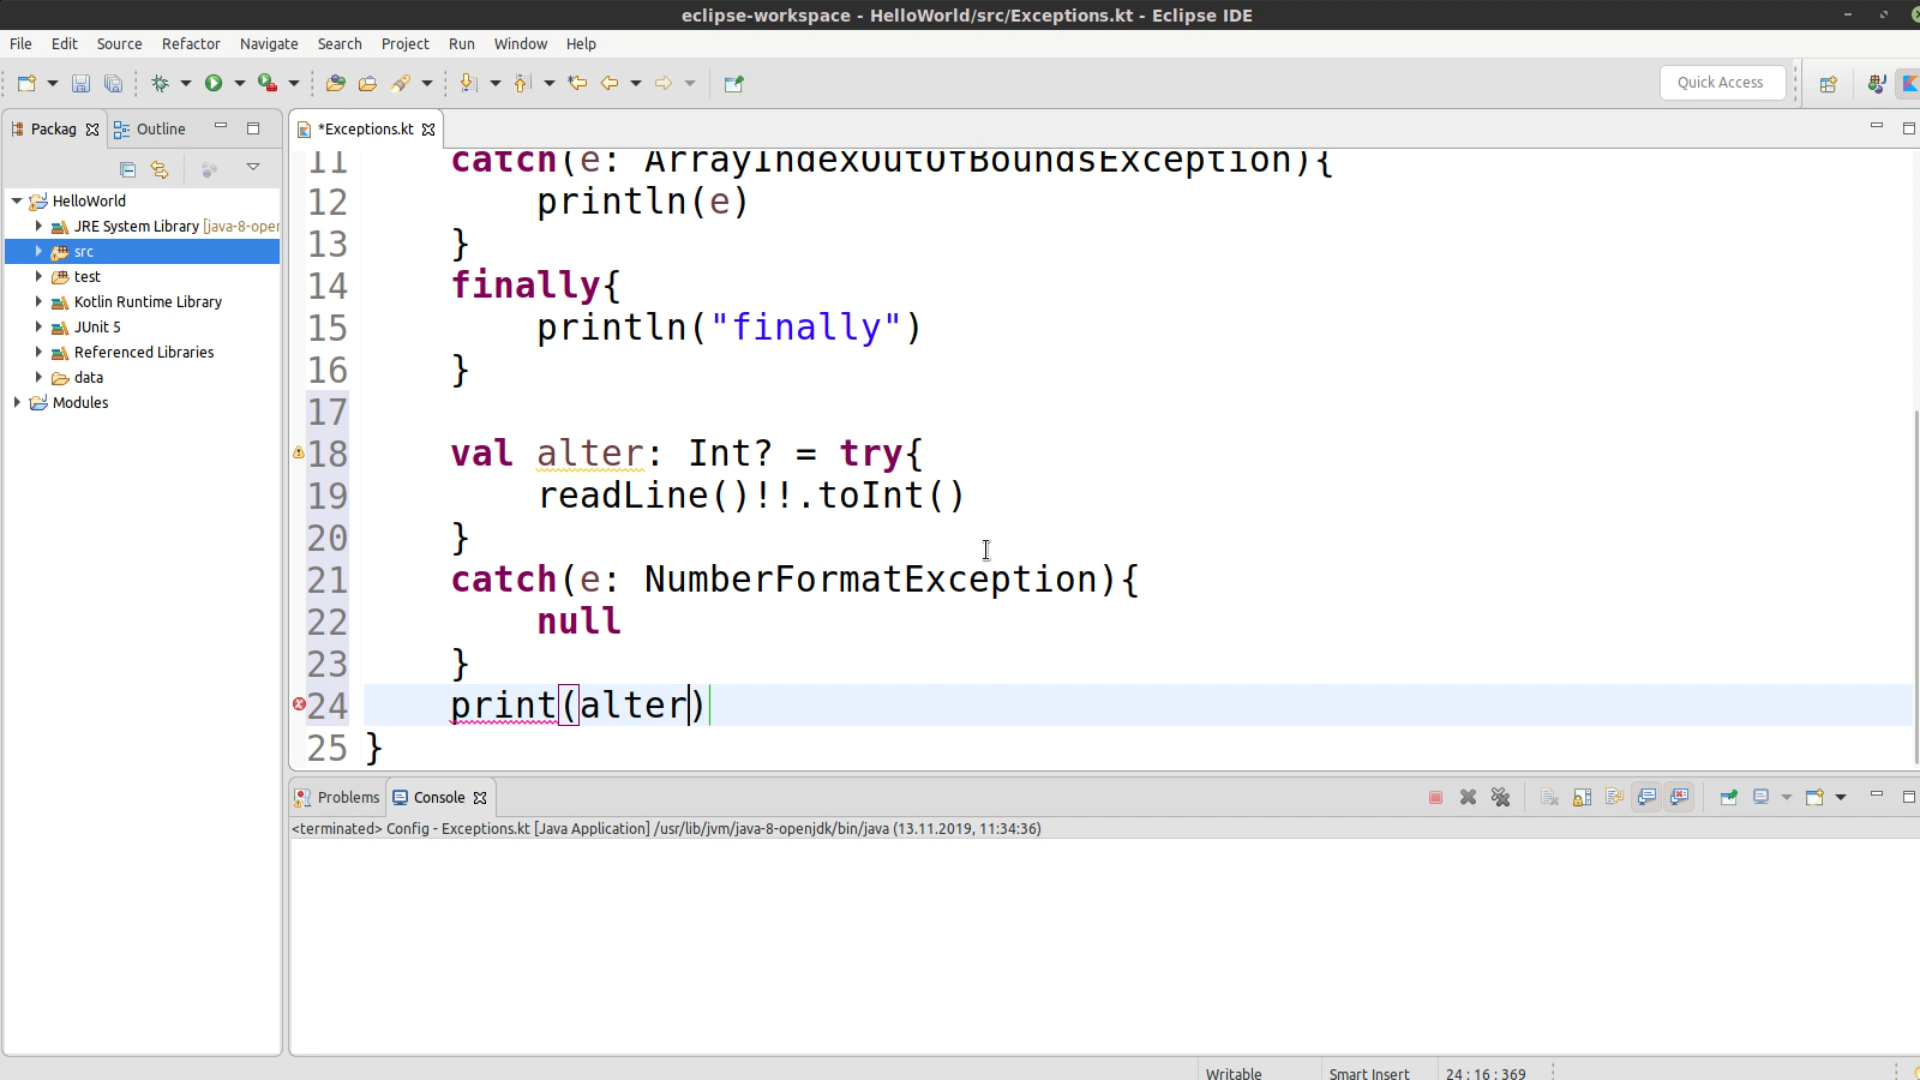 eclipse-workspace - HelloWorld/src/Exceptions.kt - Eclipse IDE
File Edit Source Refactor Navigate Search Project Run Window Help
Quick Access
Packag Outline
*Exceptions.kt
HelloWorld
JRE System Library [java-8-oper
src
test
Kotlin Runtime Library
JUnit 5
Referenced Libraries
data
Modules
11 catch(e: ArrayIndexOutOfBoundsException){
12 println(e)
13 }
14 finally{
15 println("finally")
16 }
17
18 val alter: Int? = try{
19 readLine()!!.toInt()
20 }
21 catch(e: NumberFormatException){
22 null
23 }
24 print(alter)
25 }
Problems Console
<terminated> Config - Exceptions.kt [Java Application] /usr/lib/jvm/java-8-openjdk/bin/java (13.11.2019, 11:34:36)
Writable Smart Insert 24 : 16 : 369